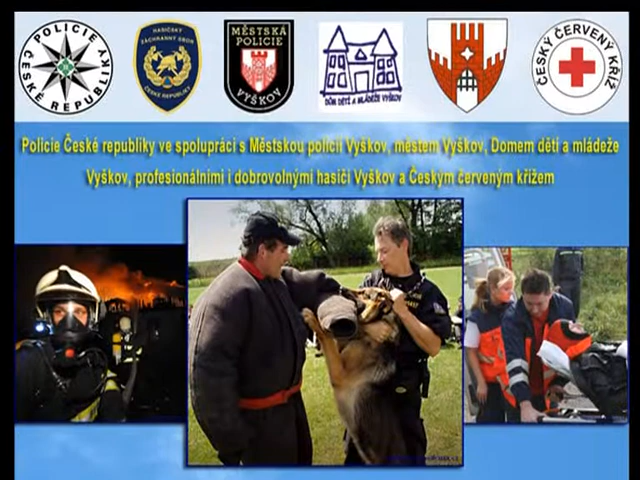 POLICIE
ČESKÉ REPUBLIKY
HASIČSKÝ
ZÁCHRANNÝ SBOR
ČESKÉ REPUBLIKY
MĚSTSKÁ
POLICIE
VYŠKOV
DŮM DĚTÍ A MLÁDEŽE VYŠKOV
ČESKÝ ČERVENÝ KŘÍŽ
Policie České republiky ve spolupráci s Městskou policií Vyškov, městem Vyškov, Domem dětí a mládeže
Vyškov, profesionálními i dobrovolnými hasiči Vyškov a Českým červeným křížem